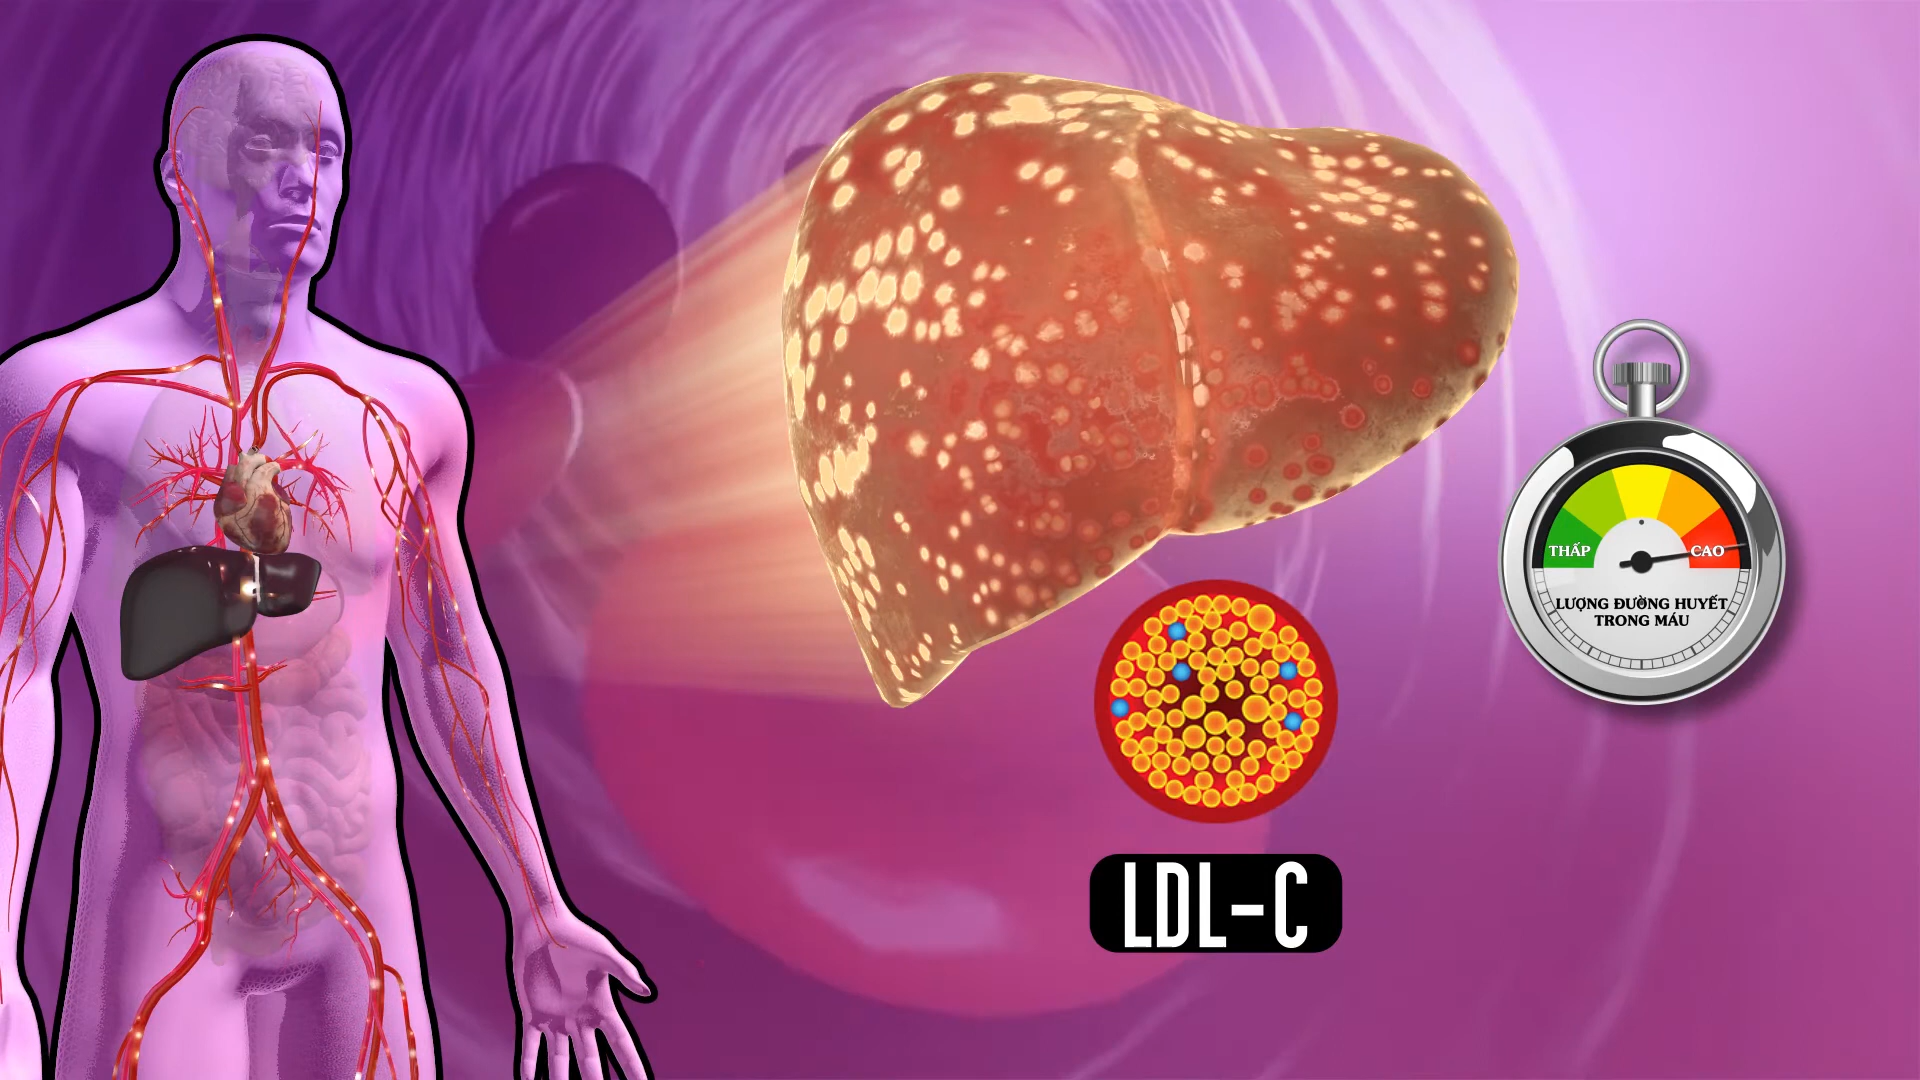 THẤP
CAO
LƯỢNG ĐƯỜNG HUYẾT
TRONG MÁU
LDL-C